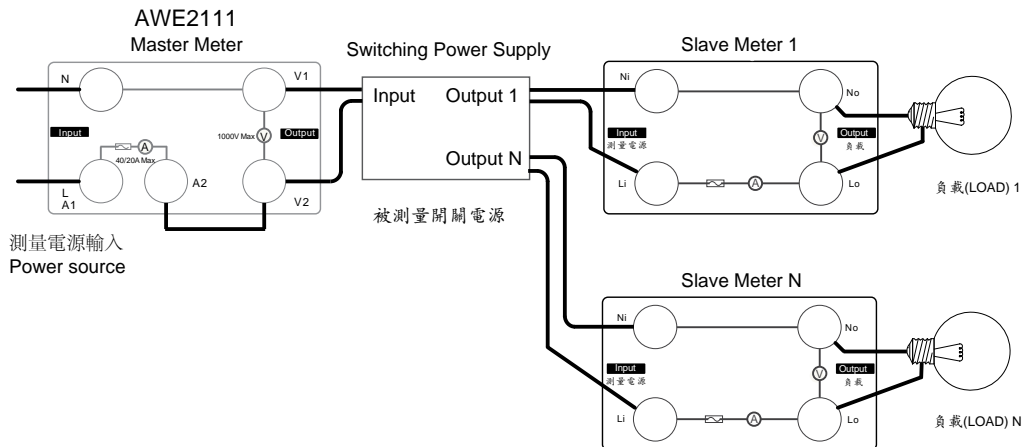 AWE2111
Master Meter
N
V1
Input
1000V Max
V
Output
A
40/20A Max
L
A1
A2
V2
測量電源輸入
Power source
Switching Power Supply
Input
Output 1
Output N
被測量開關電源
Slave Meter 1
Ni
No
Input
測量電源
V
Output
負載
Li
A
Lo
負載(LOAD) 1
Slave Meter N
Ni
No
Input
測量電源
V
Output
負載
Li
A
Lo
負載(LOAD) N